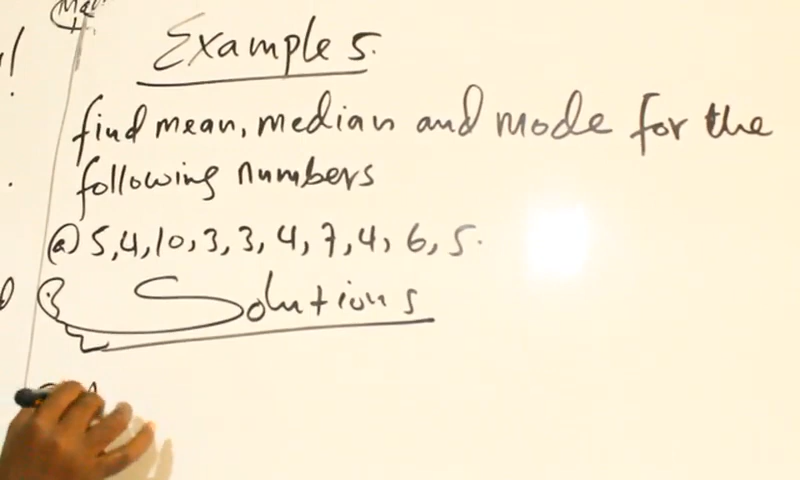 Example 5.
find mean, median and mode for the
following numbers
(a) 5,4,10,3,3,4,7,4,6,5.
Solutions